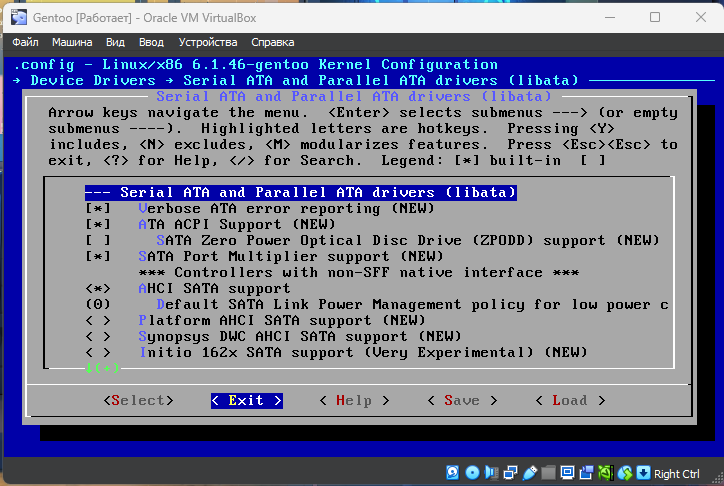 Gentoo [Работает] - Oracle VM VirtualBox
Файл Машина Вид Ввод Устройства Справка
.config - Linux/x86 6.1.46-gentoo Kernel Configuration
→ Device Drivers → Serial ATA and Parallel ATA drivers (libata)
Serial ATA and Parallel ATA drivers (libata)
Arrow keys navigate the menu. <Enter> selects submenus ---> (or empty
submenus ----). Highlighted letters are hotkeys. Pressing <Y>
includes, <N> excludes, <M> modularizes features. Press <Esc><Esc> to
exit, <?> for Help, </> for Search. Legend: [*] built-in [ ]
--- Serial ATA and Parallel ATA drivers (libata)
[*] Verbose ATA error reporting (NEW)
[*] ATA ACPI Support (NEW)
[ ] SATA Zero Power Optical Disc Drive (ZPODD) support (NEW)
[*] SATA Port Multiplier support (NEW)
*** Controllers with non-SFF native interface ***
<*> AHCI SATA support
(0) Default SATA Link Power Management policy for low power c
< > Platform AHCI SATA support (NEW)
< > Synopsys DWC AHCI SATA support (NEW)
< > Initio 162x SATA support (Very Experimental) (NEW)
↓(+)
<Select> < Exit > < Help > < Save > < Load >
Right Ctrl